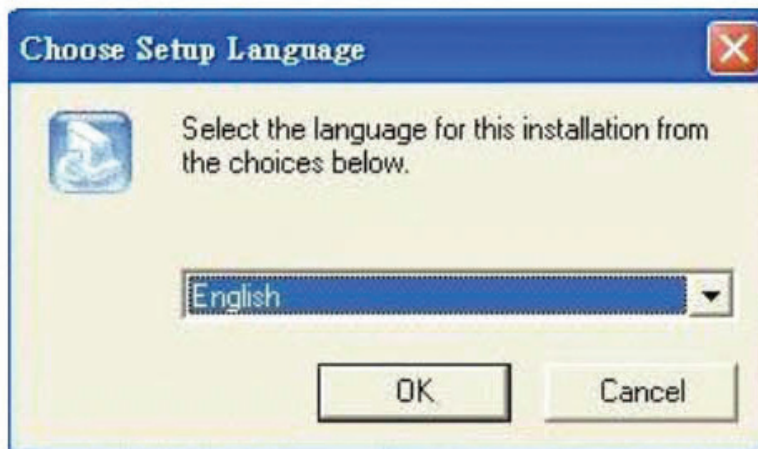 Choose Setup Language
Select the language for this installation from
the choices below.
English
OK
Cancel